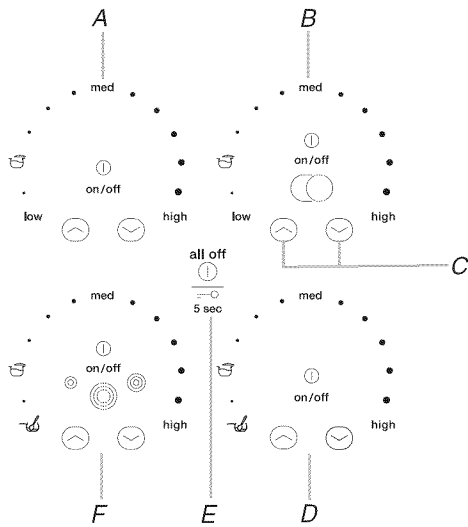 A B
med med
on/off on/off
low high low high
all off C
5 sec
med med
on/off on/off
high high
F E D